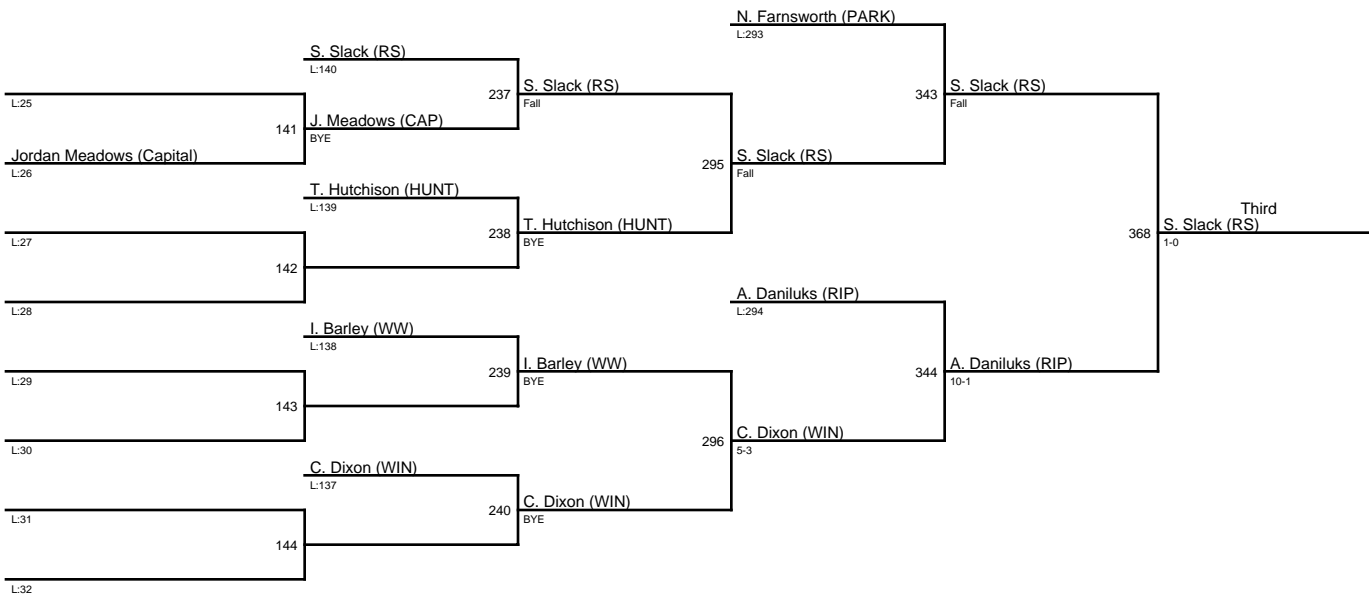 N. Farnsworth (PARK)
L:293
S. Slack (RS)
L:140
S. Slack (RS)
237
Fall
S. Slack (RS)
343
Fall
L:25
J. Meadows (CAP)
141
BYE
Jordan Meadows (Capital)
L:26
S. Slack (RS)
295
Fall
T. Hutchison (HUNT)
L:139
Third
T. Hutchison (HUNT)
238
BYE
S. Slack (RS)
368
1-0
L:27
142
L:28
A. Daniluks (RIP)
L:294
I. Barley (WW)
L:138
I. Barley (WW)
239
BYE
A. Daniluks (RIP)
344
10-1
L:29
143
L:30
C. Dixon (WIN)
296
5-3
C. Dixon (WIN)
L:137
C. Dixon (WIN)
240
BYE
L:31
144
L:32